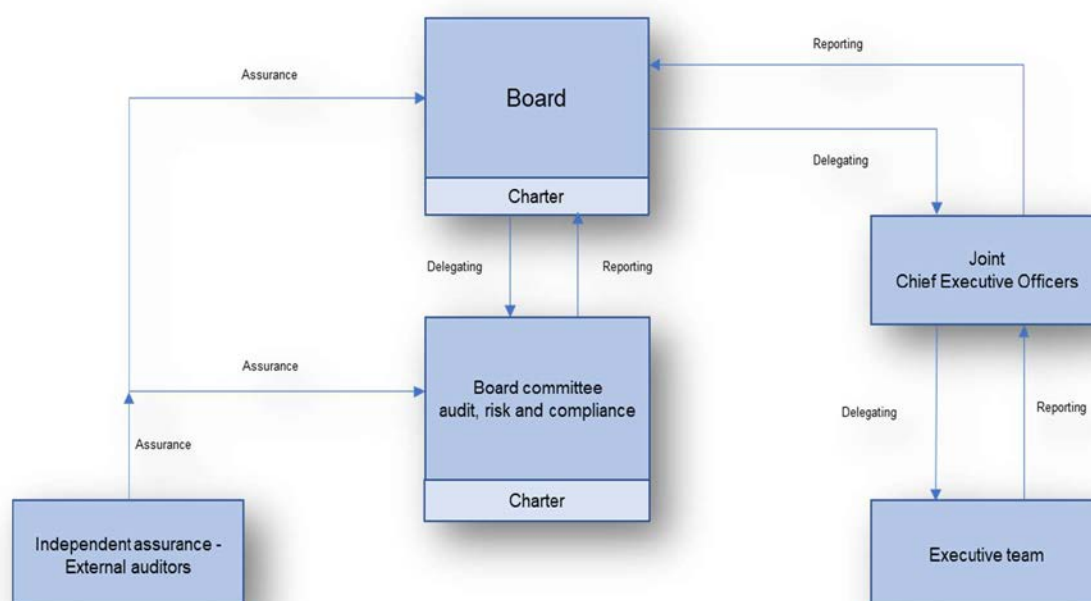 Reporting
Assurance
Board
Delegating
Charter
Joint
Chief Executive Officers
Delegating
Reporting
Assurance
Board committee
audit, risk and compliance
Delegating
Reporting
Assurance
Charter
Independent assurance -
External auditors
Executive team